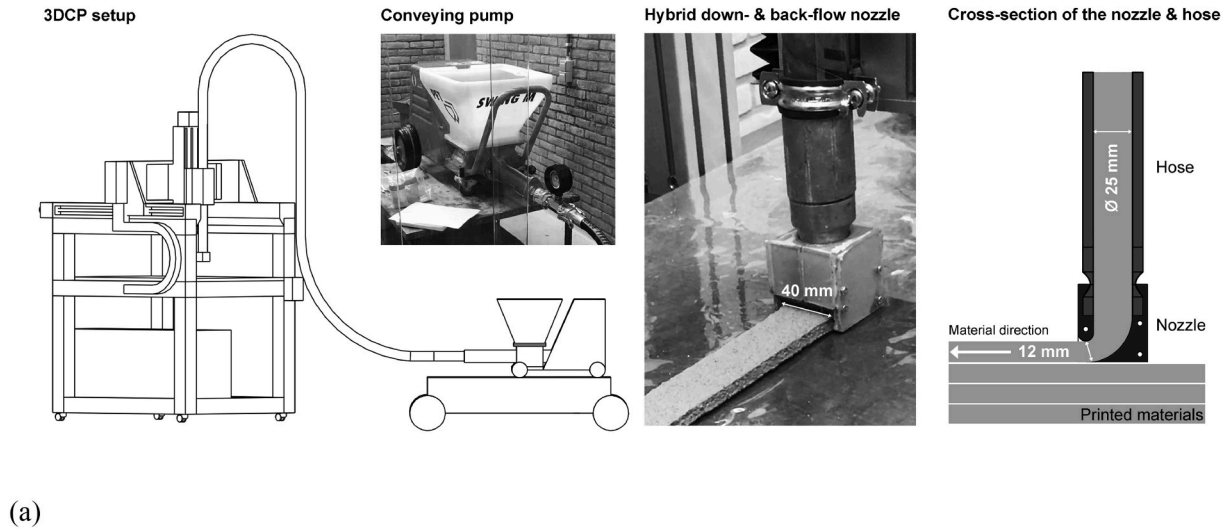 3DCP setup
Conveying pump
Hybrid down- & back-flow nozzle
Cross-section of the nozzle & hose
SWING M
40 mm
Ø 25 mm
Hose
Nozzle
Material direction
12 mm
Printed materials
(a)